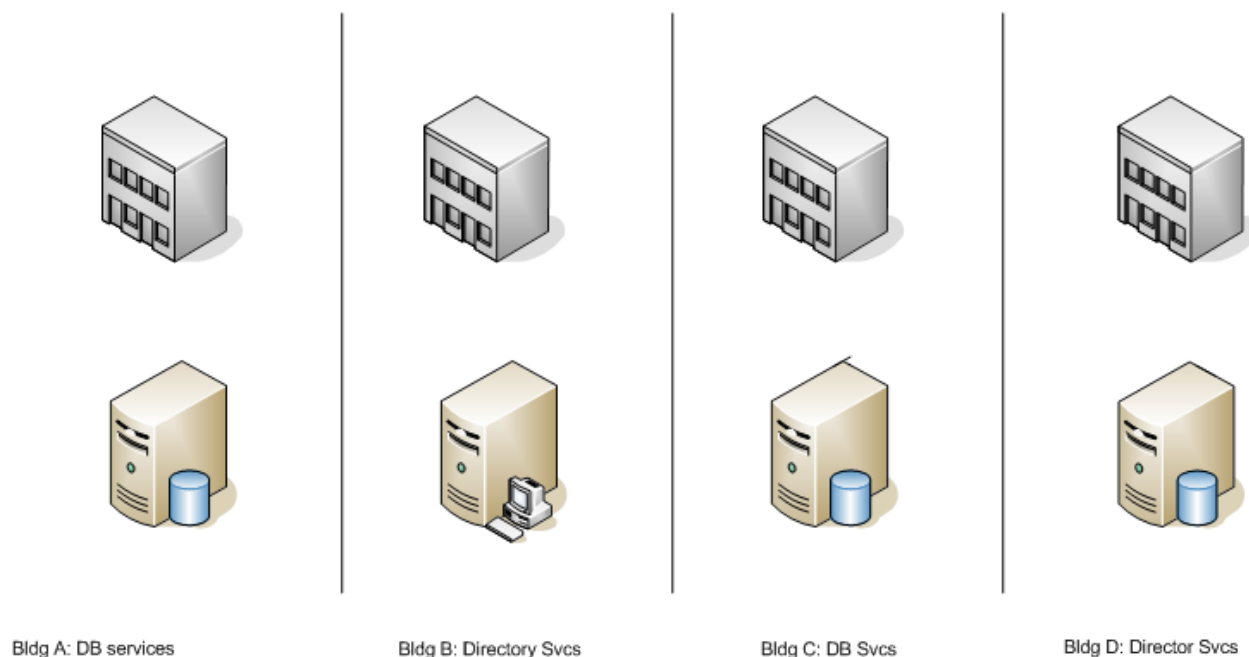 Bldg A: DB services
Bldg B: Directory Svcs
Bldg C: DB Svcs
Bldg D: Director Svcs